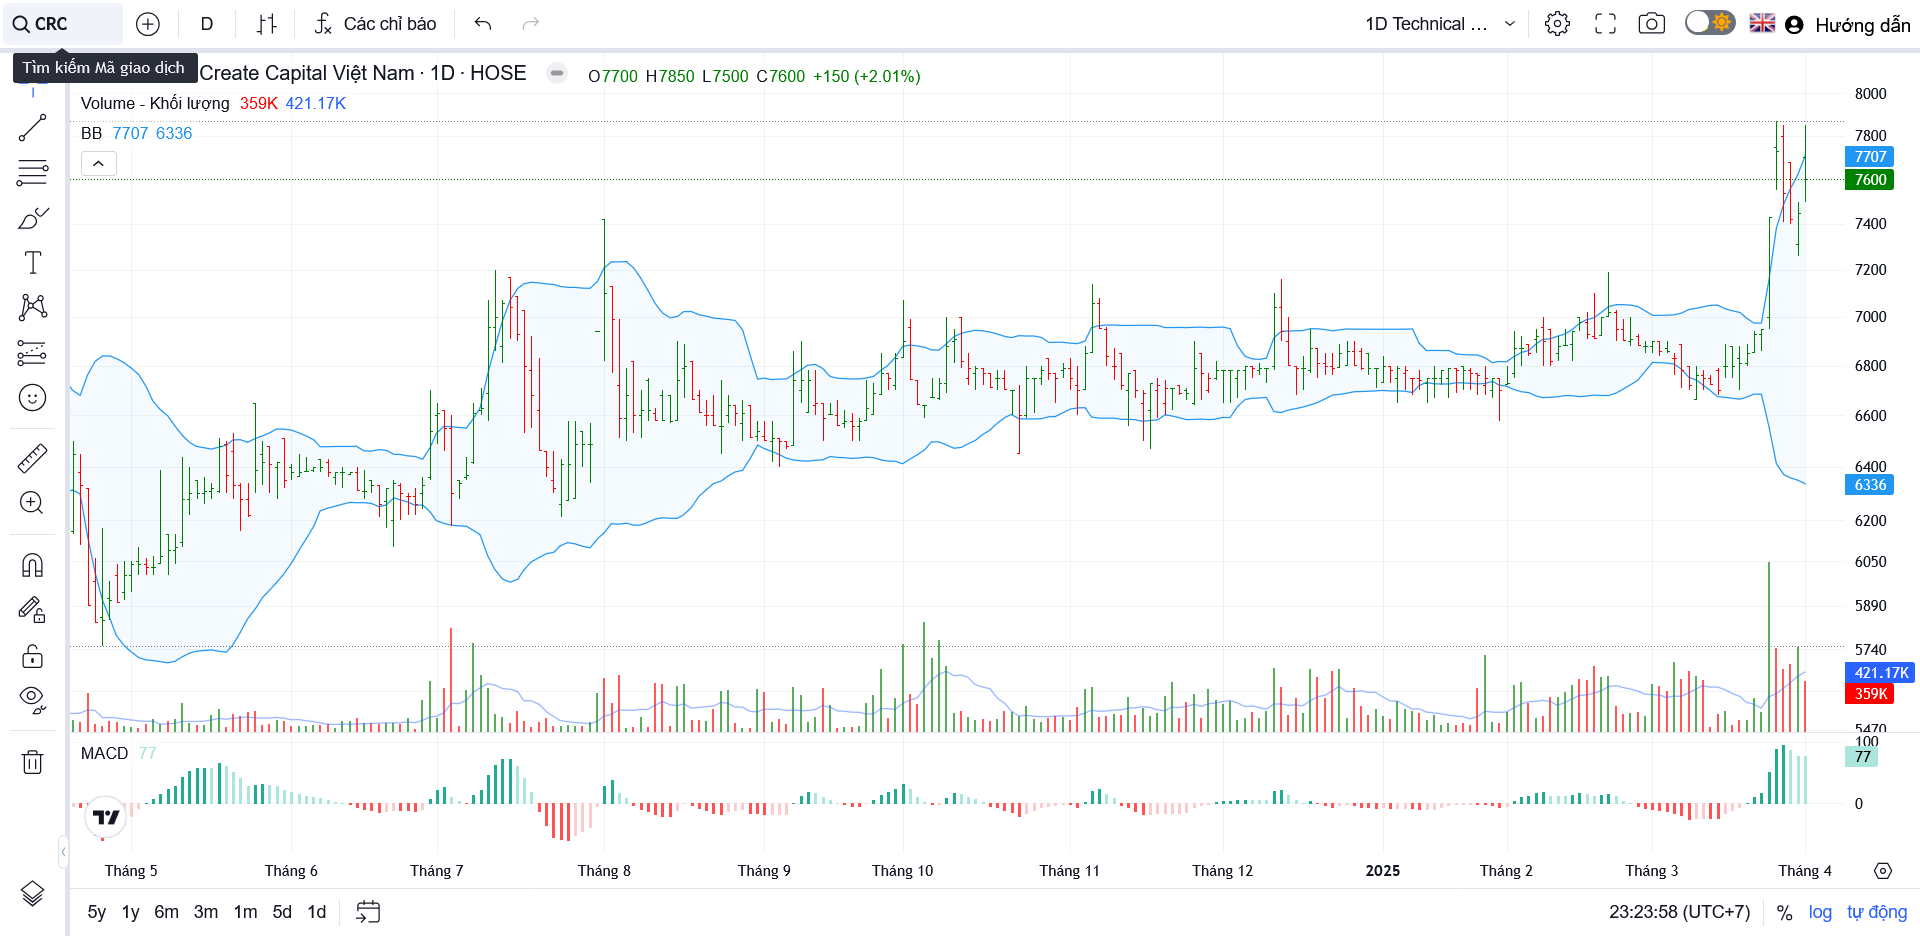 CRC D Các chỉ báo 1D Technical ... Hướng dẫn
Tìm kiếm Mã giao dịch
Create Capital Việt Nam · 1D · HOSE O7700 H7850 L7500 C7600 +150 (+2.01%)
Volume - Khối lượng 359K 421.17K
BB 7707 6336
8000
7800
7707
7600
7400
7200
7000
6800
6600
6400
6336
6200
6050
5890
5740
421.17K
359K
5470
MACD 77
100
77
0
Tháng 5 Tháng 6 Tháng 7 Tháng 8 Tháng 9 Tháng 10 Tháng 11 Tháng 12 2025 Tháng 2 Tháng 3 Tháng 4
5y 1y 6m 3m 1m 5d 1d 23:23:58 (UTC+7) % log tự động